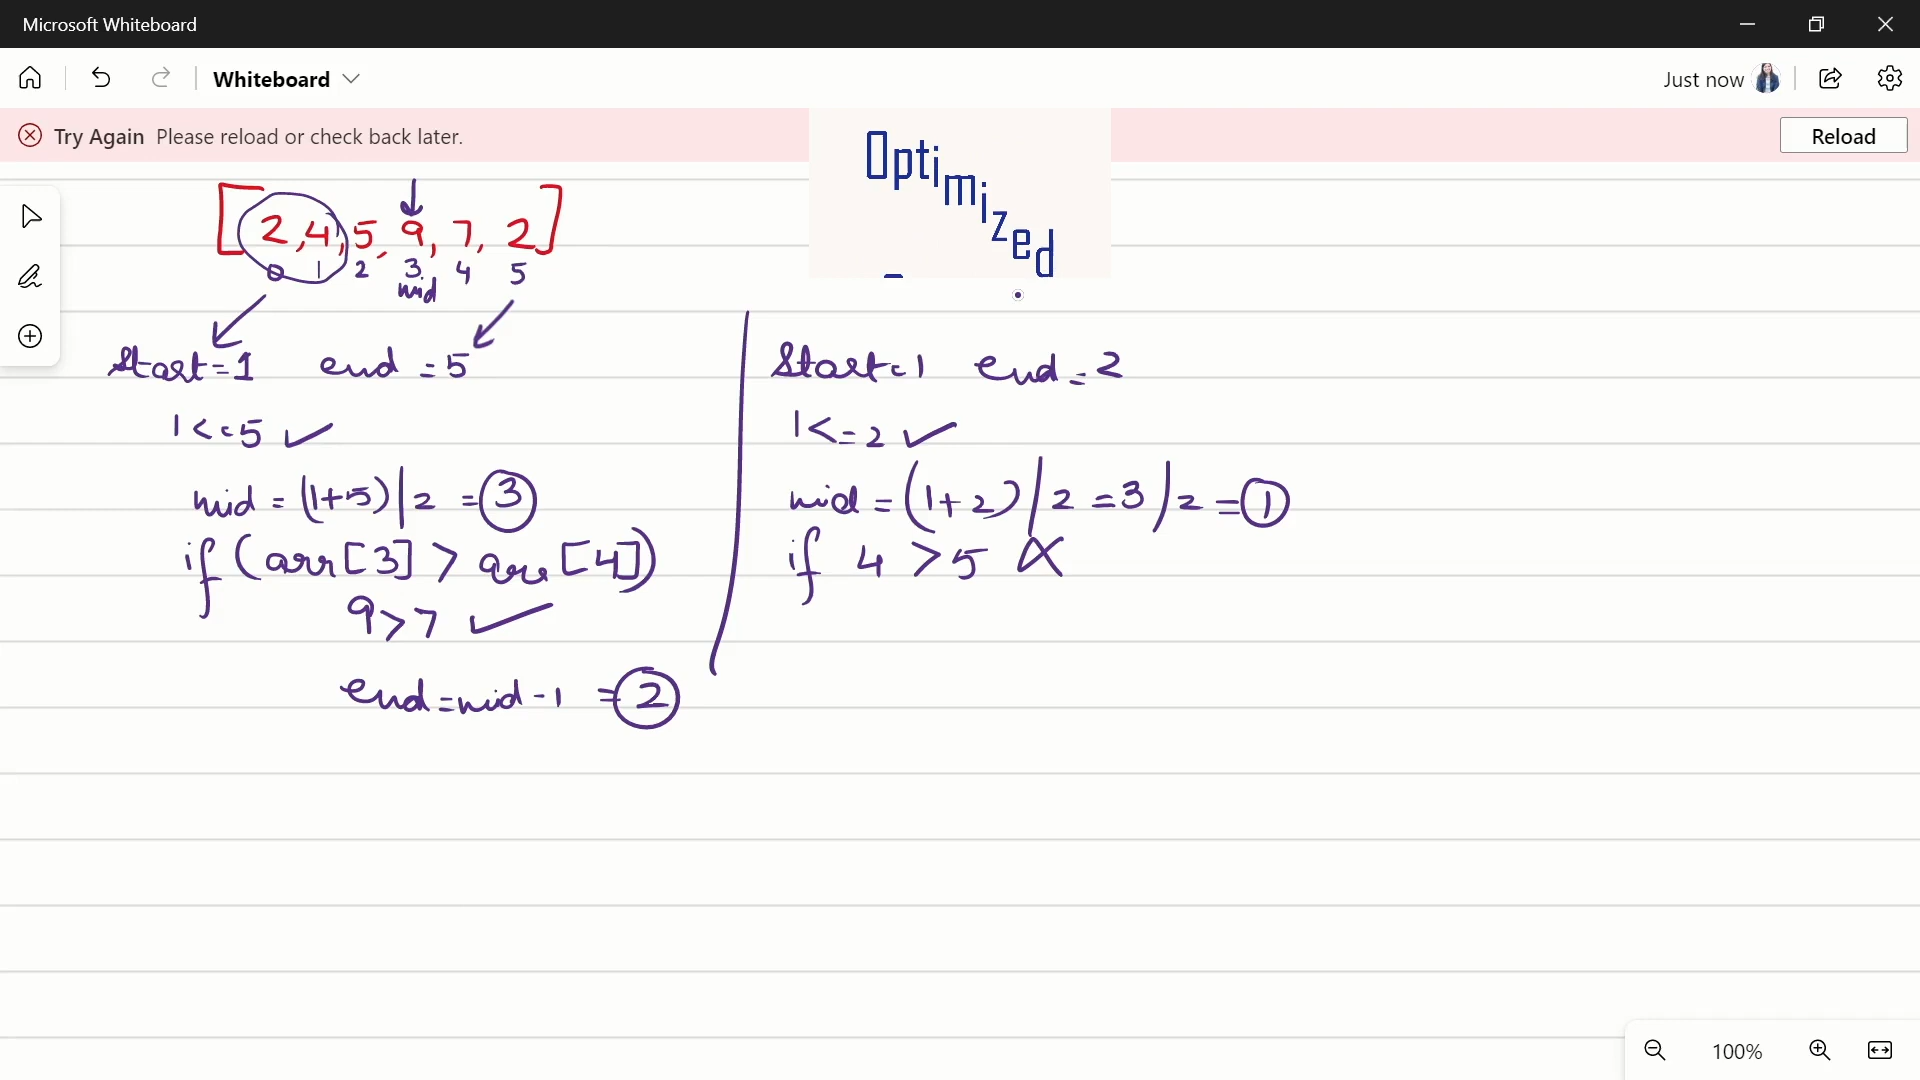 Microsoft Whiteboard
Whiteboard
Just now
Try Again Please reload or check back later.
Reload
Optimized
[2,4,5,9,7,2]
0 1 2 3 4 5
mid
Start=1 end=5
1<=5 ✓
mid=(1+5)|2=3
if(arr[3]>arr[4])
9>7 ✓
end=mid-1=2
Start=1 end=2
1<=2 ✓
mid=(1+2)/2=3/2=1
if 4>5 X
100%